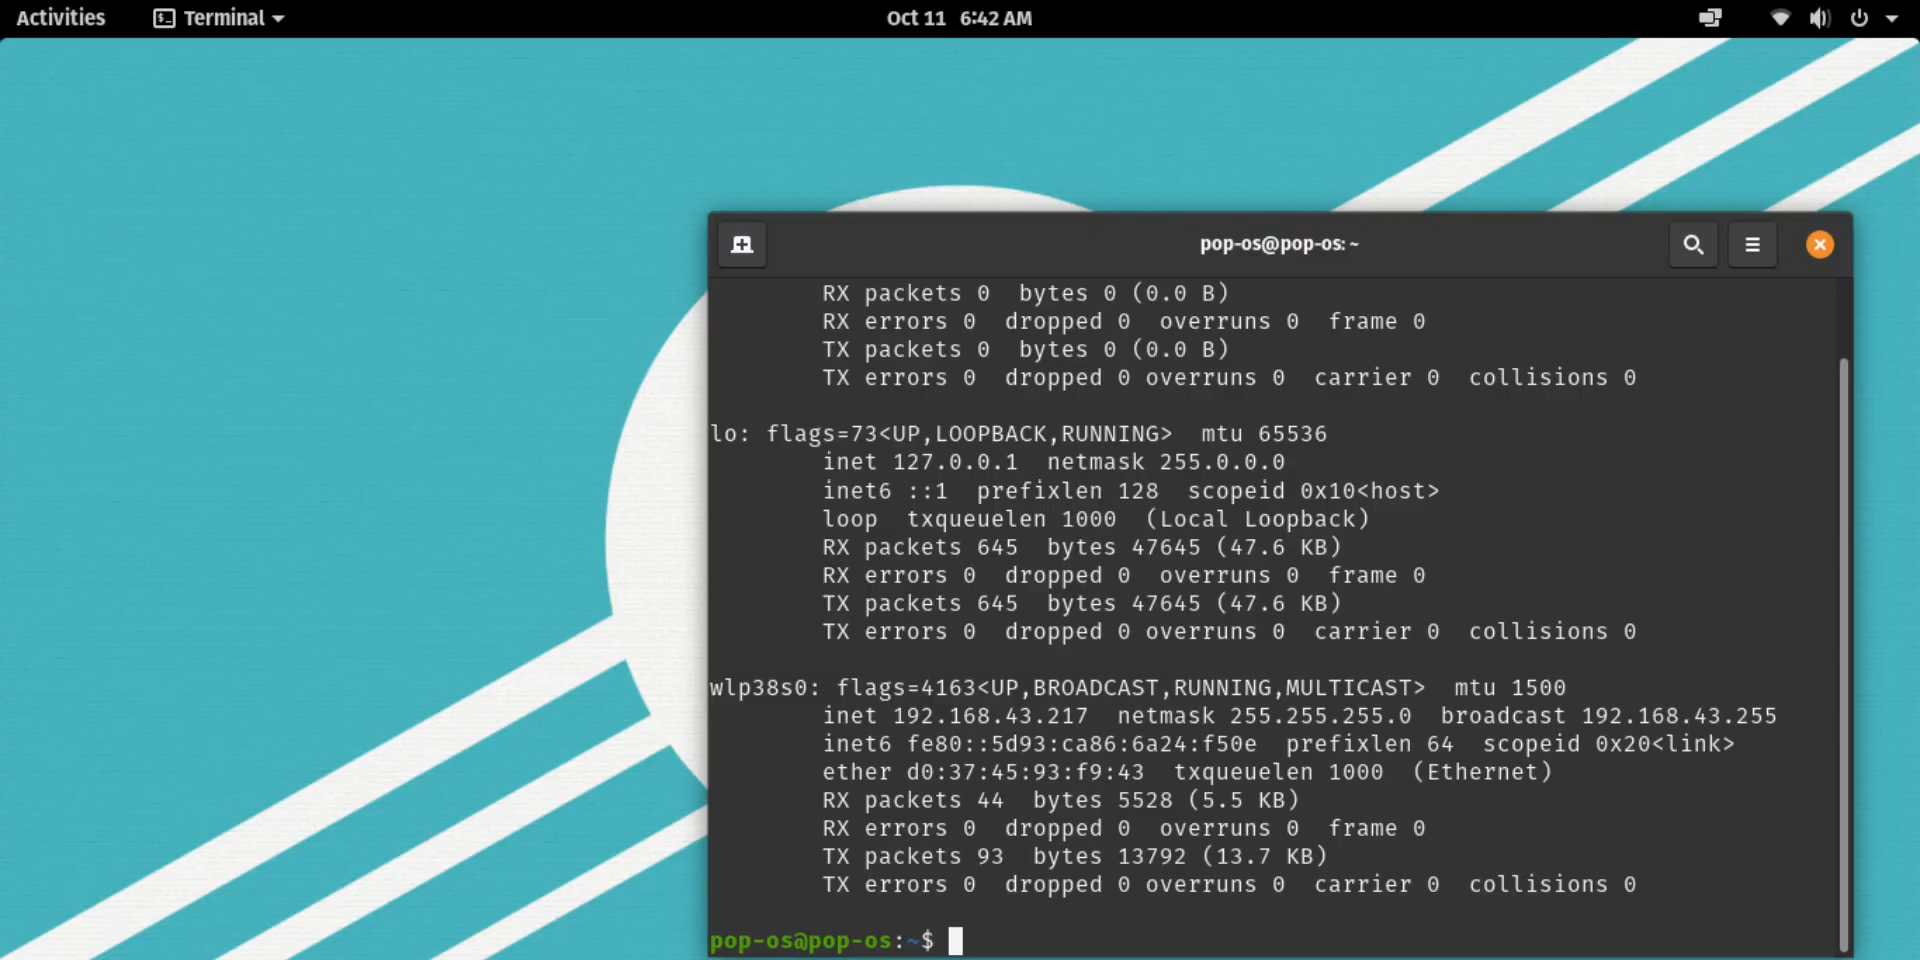 Activities Terminal Oct 11 6:42 AM
pop-os@pop-os: ~
RX packets 0 bytes 0 (0.0 B)
RX errors 0 dropped 0 overruns 0 frame 0
TX packets 0 bytes 0 (0.0 B)
TX errors 0 dropped 0 overruns 0 carrier 0 collisions 0
lo: flags=73<UP,LOOPBACK,RUNNING> mtu 65536
inet 127.0.0.1 netmask 255.0.0.0
inet6 ::1 prefixlen 128 scopeid 0x10<host>
loop txqueuelen 1000 (Local Loopback)
RX packets 645 bytes 47645 (47.6 KB)
RX errors 0 dropped 0 overruns 0 frame 0
TX packets 645 bytes 47645 (47.6 KB)
TX errors 0 dropped 0 overruns 0 carrier 0 collisions 0
wlp38s0: flags=4163<UP,BROADCAST,RUNNING,MULTICAST> mtu 1500
inet 192.168.43.217 netmask 255.255.255.0 broadcast 192.168.43.255
inet6 fe80::5d93:ca86:6a24:f50e prefixlen 64 scopeid 0x20<link>
ether d0:37:45:93:f9:43 txqueuelen 1000 (Ethernet)
RX packets 44 bytes 5528 (5.5 KB)
RX errors 0 dropped 0 overruns 0 frame 0
TX packets 93 bytes 13792 (13.7 KB)
TX errors 0 dropped 0 overruns 0 carrier 0 collisions 0
pop-os@pop-os:~$